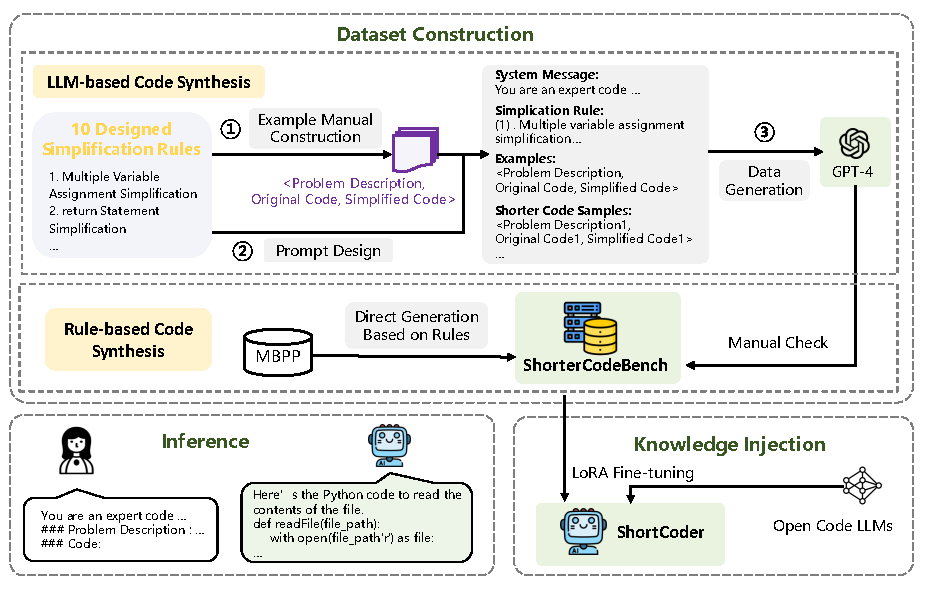 Dataset Construction
LLM-based Code Synthesis
10 Designed
Simplification Rules
1. Multiple Variable
Assignment Simplification
2. return Statement
Simplification
...
①
Example Manual
Construction
<Problem Description,
Original Code, Simplified Code>
②
Prompt Design
System Message:
You are an expert code ...
Simplication Rule:
(1) . Multiple variable assignment
simplification...
Examples:
<Problem Description,
Original Code, Simplified Code>
Shorter Code Samples:
<Problem Description1,
Original Code1, Simplified Code1>
...
③
Data
Generation
GPT-4
Rule-based Code
Synthesis
MBPP
Direct Generation
Based on Rules
ShorterCodeBench
Manual Check
Inference
You are an expert code ...
### Problem Description : ...
### Code:
AI
Here's the Python code to read the
contents of the file.
def readFile(file_path):
with open(file_path'r') as file:
...
Knowledge Injection
LoRA Fine-tuning
Open Code LLMs
AI
ShortCoder